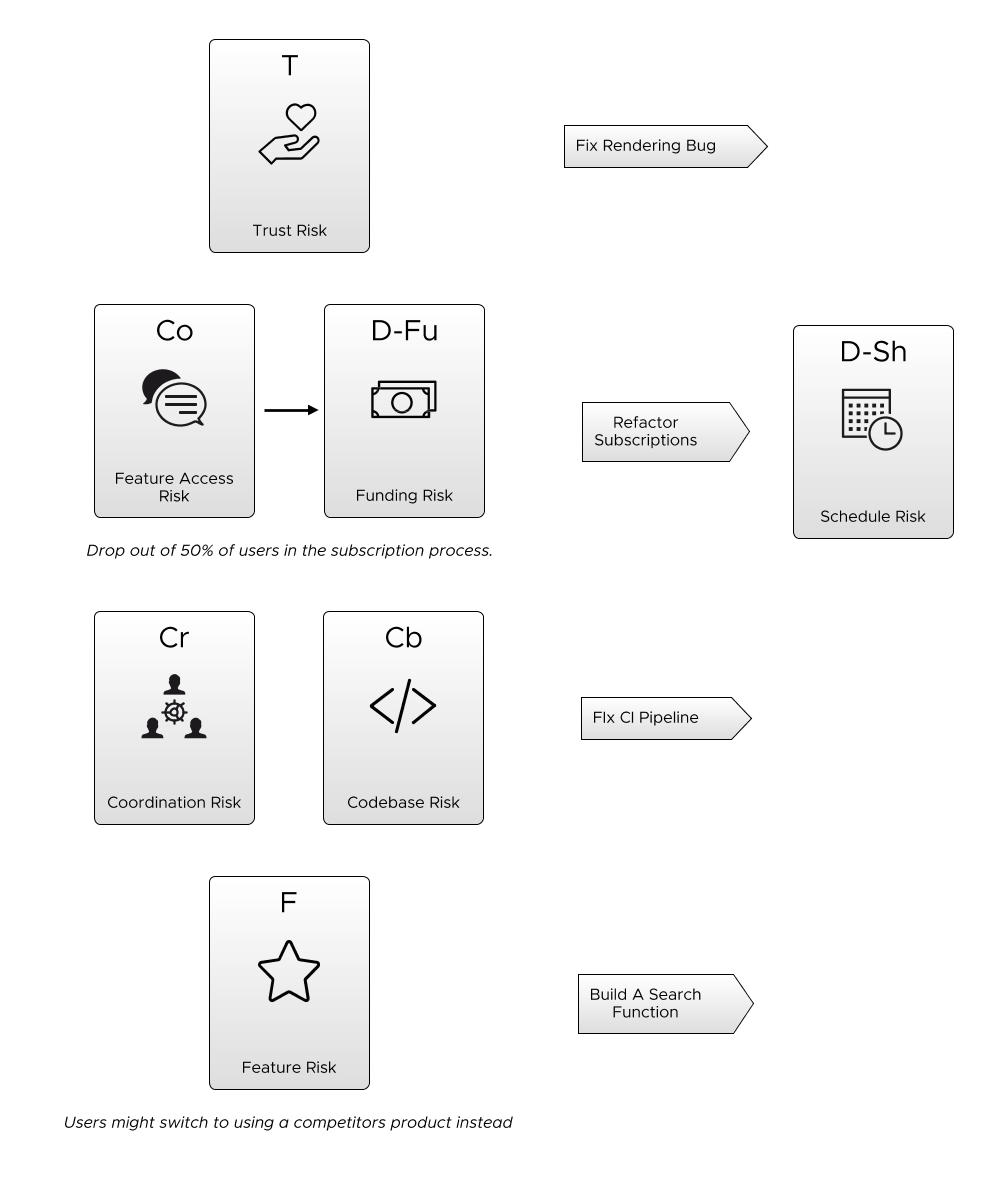 T
Trust Risk
Fix Rendering Bug
Co
Feature Access
Risk
D-Fu
Funding Risk
Refactor
Subscriptions
D-Sh
Schedule Risk
Drop out of 50% of users in the subscription process.
Cr
Coordination Risk
Cb
Codebase Risk
FIx CI Pipeline
F
Feature Risk
Build A Search
Function
Users might switch to using a competitors product instead